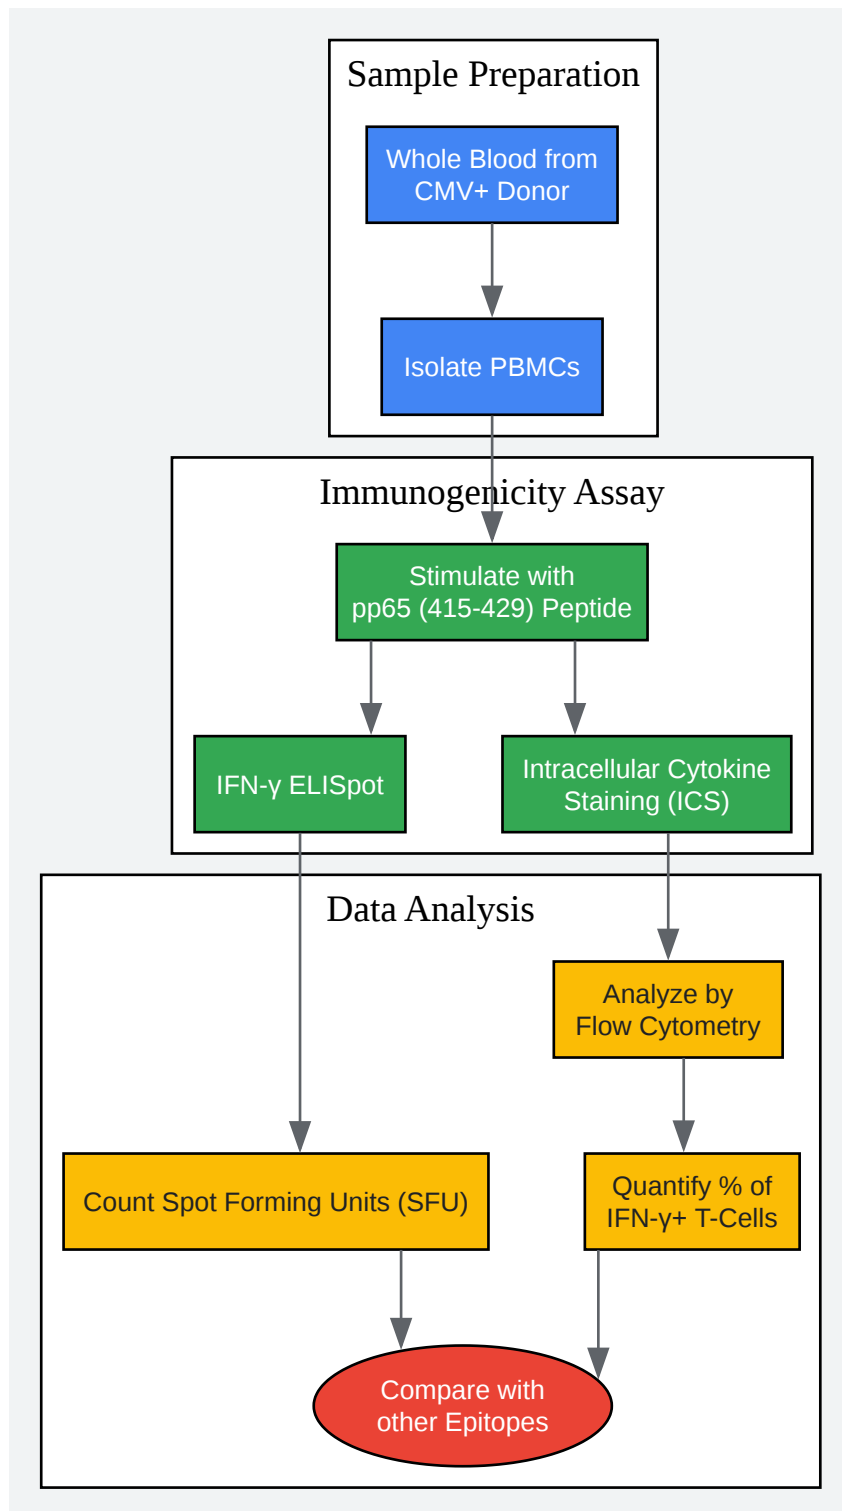 Sample Preparation
Whole Blood from
CMV+ Donor
Isolate PBMCs
Immunogenicity Assay
Stimulate with
pp65 (415-429) Peptide
IFN-γ ELISpot
Intracellular Cytokine
Staining (ICS)
Data Analysis
Analyze by
Flow Cytometry
Count Spot Forming Units (SFU)
Quantify % of
IFN-γ+ T-Cells
Compare with
other Epitopes